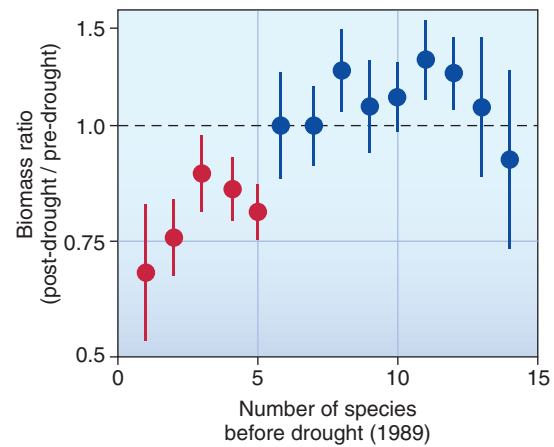 Biomass ratio
(post-drought / pre-drought)
1.5
1.0
0.75
0.5
0
5
10
15
Number of species
before drought (1989)